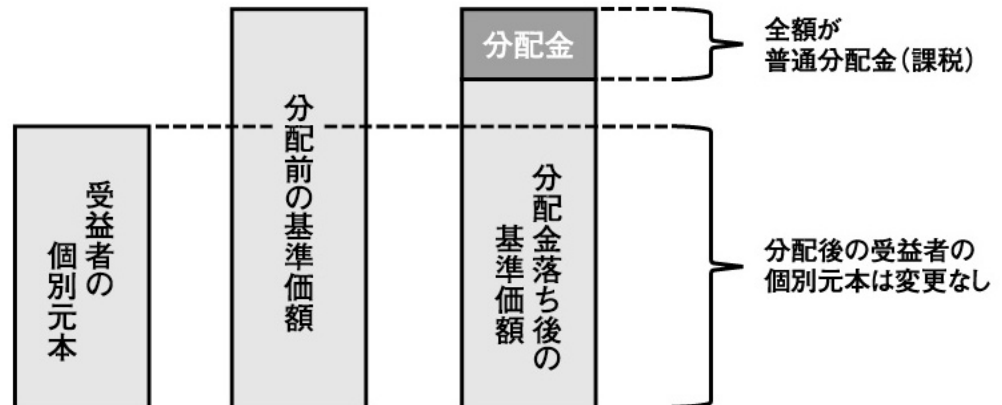 受益者の
個別元本
分配前の基準価額
分配金
分配金落ち後の
基準価額
全額が
普通分配金（課税）
分配後の受益者の
個別元本は変更なし